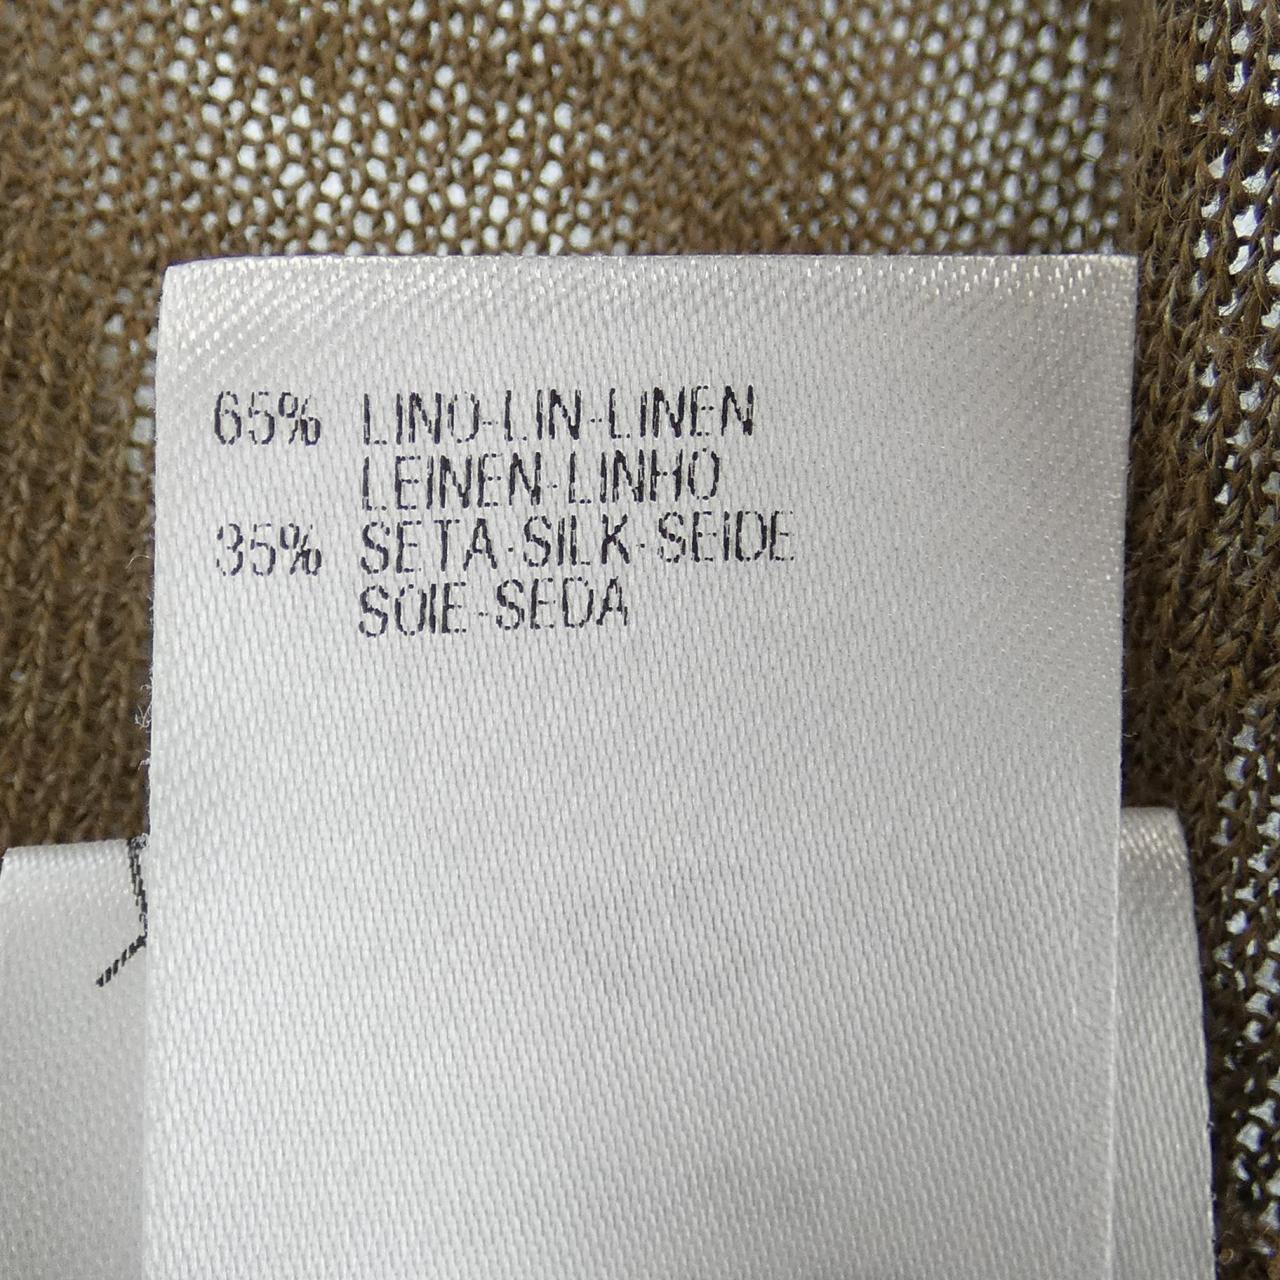 65% LINO-LIN-LINEN
LEINEN-LINHO
35% SETA-SILK-SEIDE
SOIE-SEDA